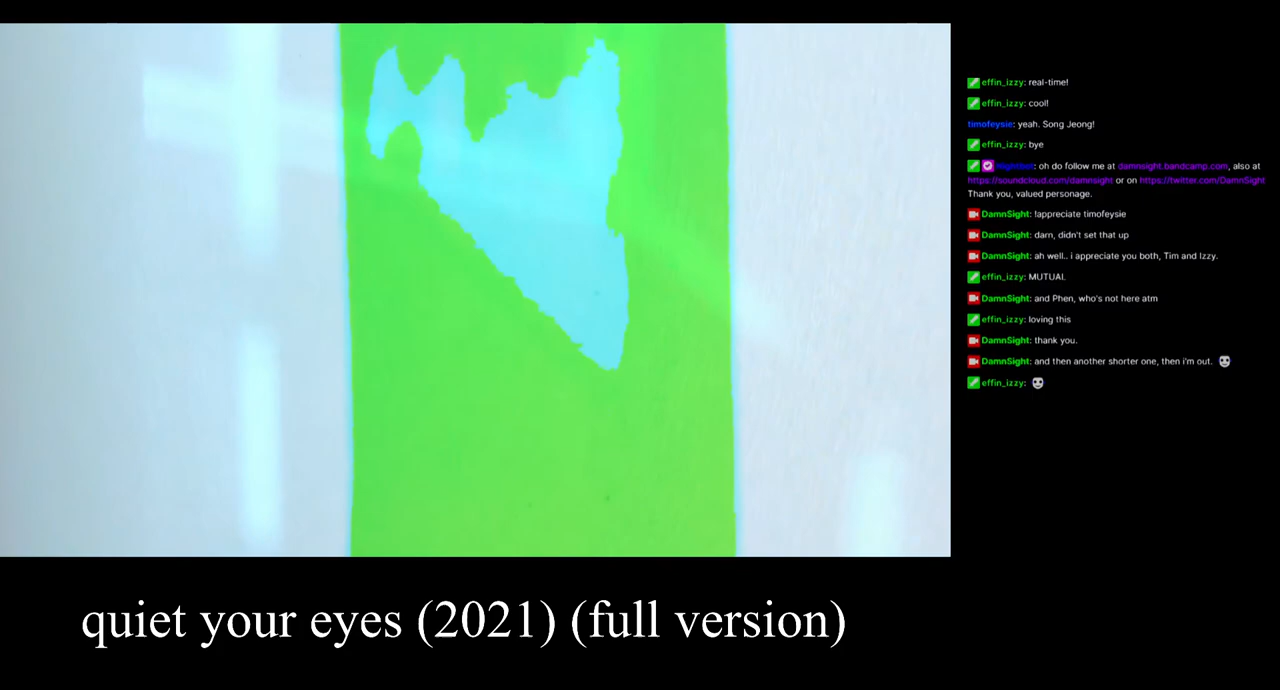 effin_izzy: real-time!
effin_izzy: cool!
timofeysie: yeah. Song Jeong!
effin_izzy: bye
Nightbot: oh do follow me at damnsight.bandcamp.com, also at
https://soundcloud.com/damnsight or on https://twitter.com/DamnSight
Thank you, valued personage.
DamnSight: !appreciate timofeysie
DamnSight: darn, didn't set that up
DamnSight: ah well.. i appreciate you both, Tim and Izzy.
effin_izzy: MUTUAL
DamnSight: and Phen, who's not here atm
effin_izzy: loving this
DamnSight: thank you.
DamnSight: and then another shorter one, then i'm out.
effin_izzy:
quiet your eyes (2021) (full version)